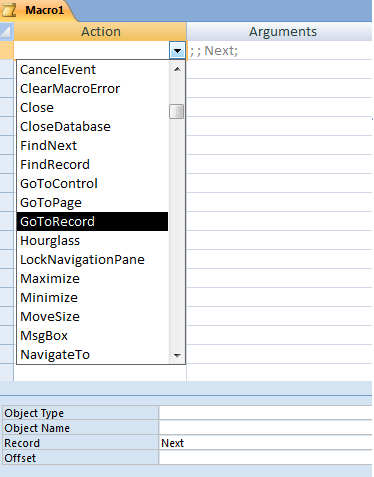 Macro1
Action Arguments
; ; Next;
CancelEvent
ClearMacroError
Close
CloseDatabase
FindNext
FindRecord
GoToControl
GoToPage
GoToRecord
Hourglass
LockNavigationPane
Maximize
Minimize
MoveSize
MsgBox
NavigateTo
Object Type
Object Name
Record Next
Offset